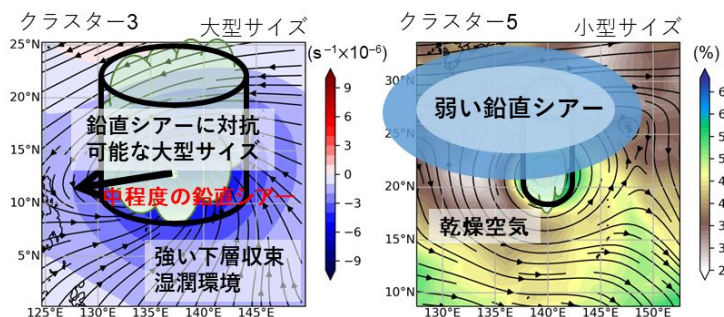 クラスター3 大型サイズ
25°N
20°N
15°N
10°N
5°N
125°E 130°E 135°E 140°E 145°E
(s⁻¹×10⁻⁶)
9
6
3
0
−3
−6
−9
鉛直シアーに対抗
可能な大型サイズ
中程度の鉛直シアー
強い下層収束
湿潤環境
クラスター5 小型サイズ
30°N
20°N
15°N
10°N
130°E 135°E 140°E 145°E 150°E
(%)
弱い鉛直シアー
乾燥空気